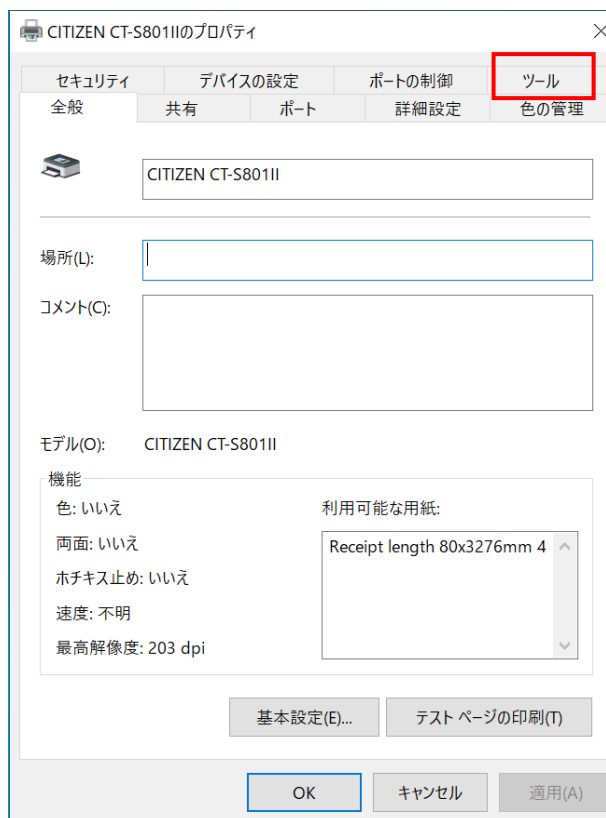 CITIZEN CT-S801IIのプロパティ
セキュリティ デバイスの設定 ポートの制御 ツール
全般 共有 ポート 詳細設定 色の管理
CITIZEN CT-S801II
場所(L):
コメント(C):
モデル(O): CITIZEN CT-S801II
機能
色: いいえ 利用可能な用紙:
両面: いいえ Receipt length 80x3276mm 4
ホチキス止め: いいえ
速度: 不明
最高解像度: 203 dpi
基本設定(E)... テスト ページの印刷(T)
OK キャンセル 適用(A)